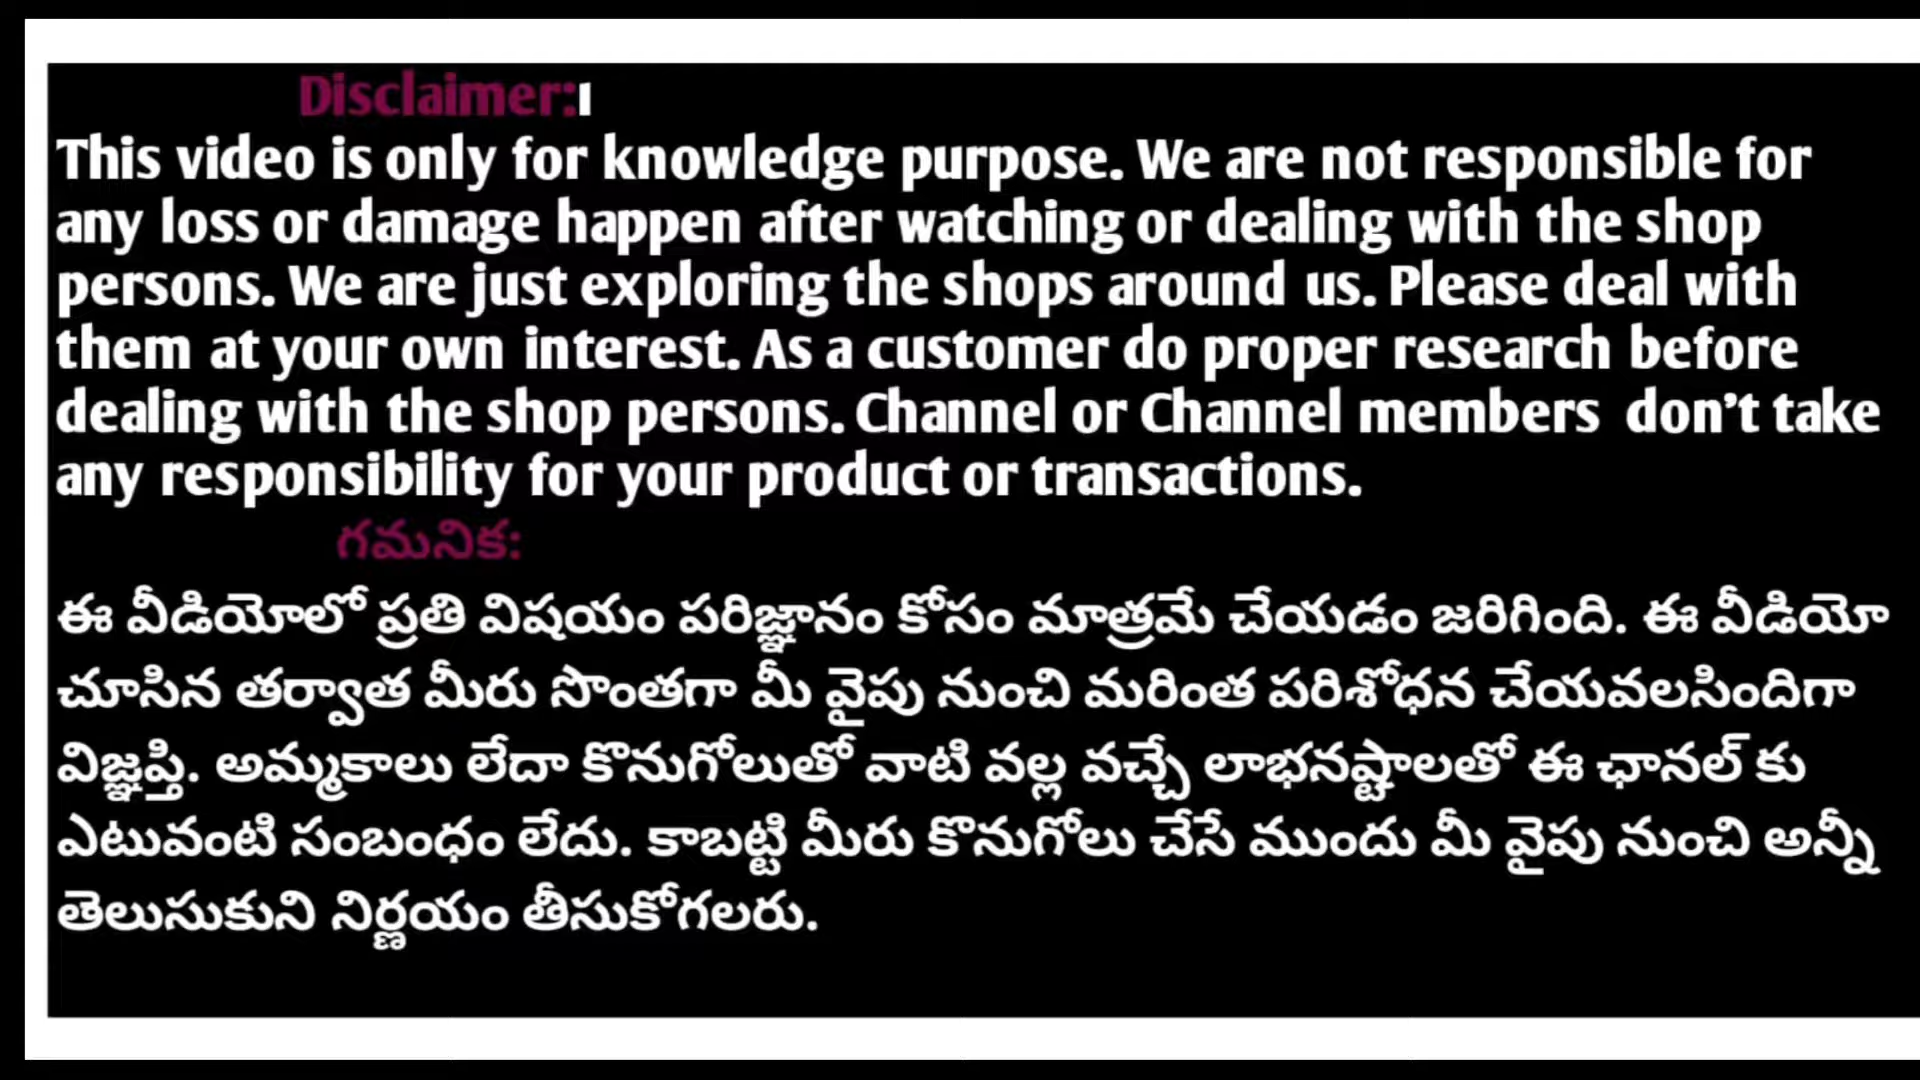 Disclaimer:
This video is only for knowledge purpose. We are not responsible for
any loss or damage happen after watching or dealing with the shop
persons. We are just exploring the shops around us. Please deal with
them at your own interest. As a customer do proper research before
dealing with the shop persons. Channel or Channel members don't take
any responsibility for your product or transactions.
గమనిక:
ఈ వీడియోలో ప్రతి విషయం పరిజ్ఞానం కోసం మాత్రమే చేయడం జరిగింది. ఈ వీడియో
చూసిన తర్వాత మీరు సొంతగా మీ వైపు నుంచి మరింత పరిశోధన చేయవలసిందిగా
విజ్ఞప్తి. అమ్మకాలు లేదా కొనుగోలుతో వాటి వల్ల వచ్చే లాభనష్టాలతో ఈ ఛానల్ కు
ఎటువంటి సంబంధం లేదు. కాబట్టి మీరు కొనుగోలు చేసే ముందు మీ వైపు నుంచి అన్నీ
తెలుసుకుని నిర్ణయం తీసుకోగలరు.